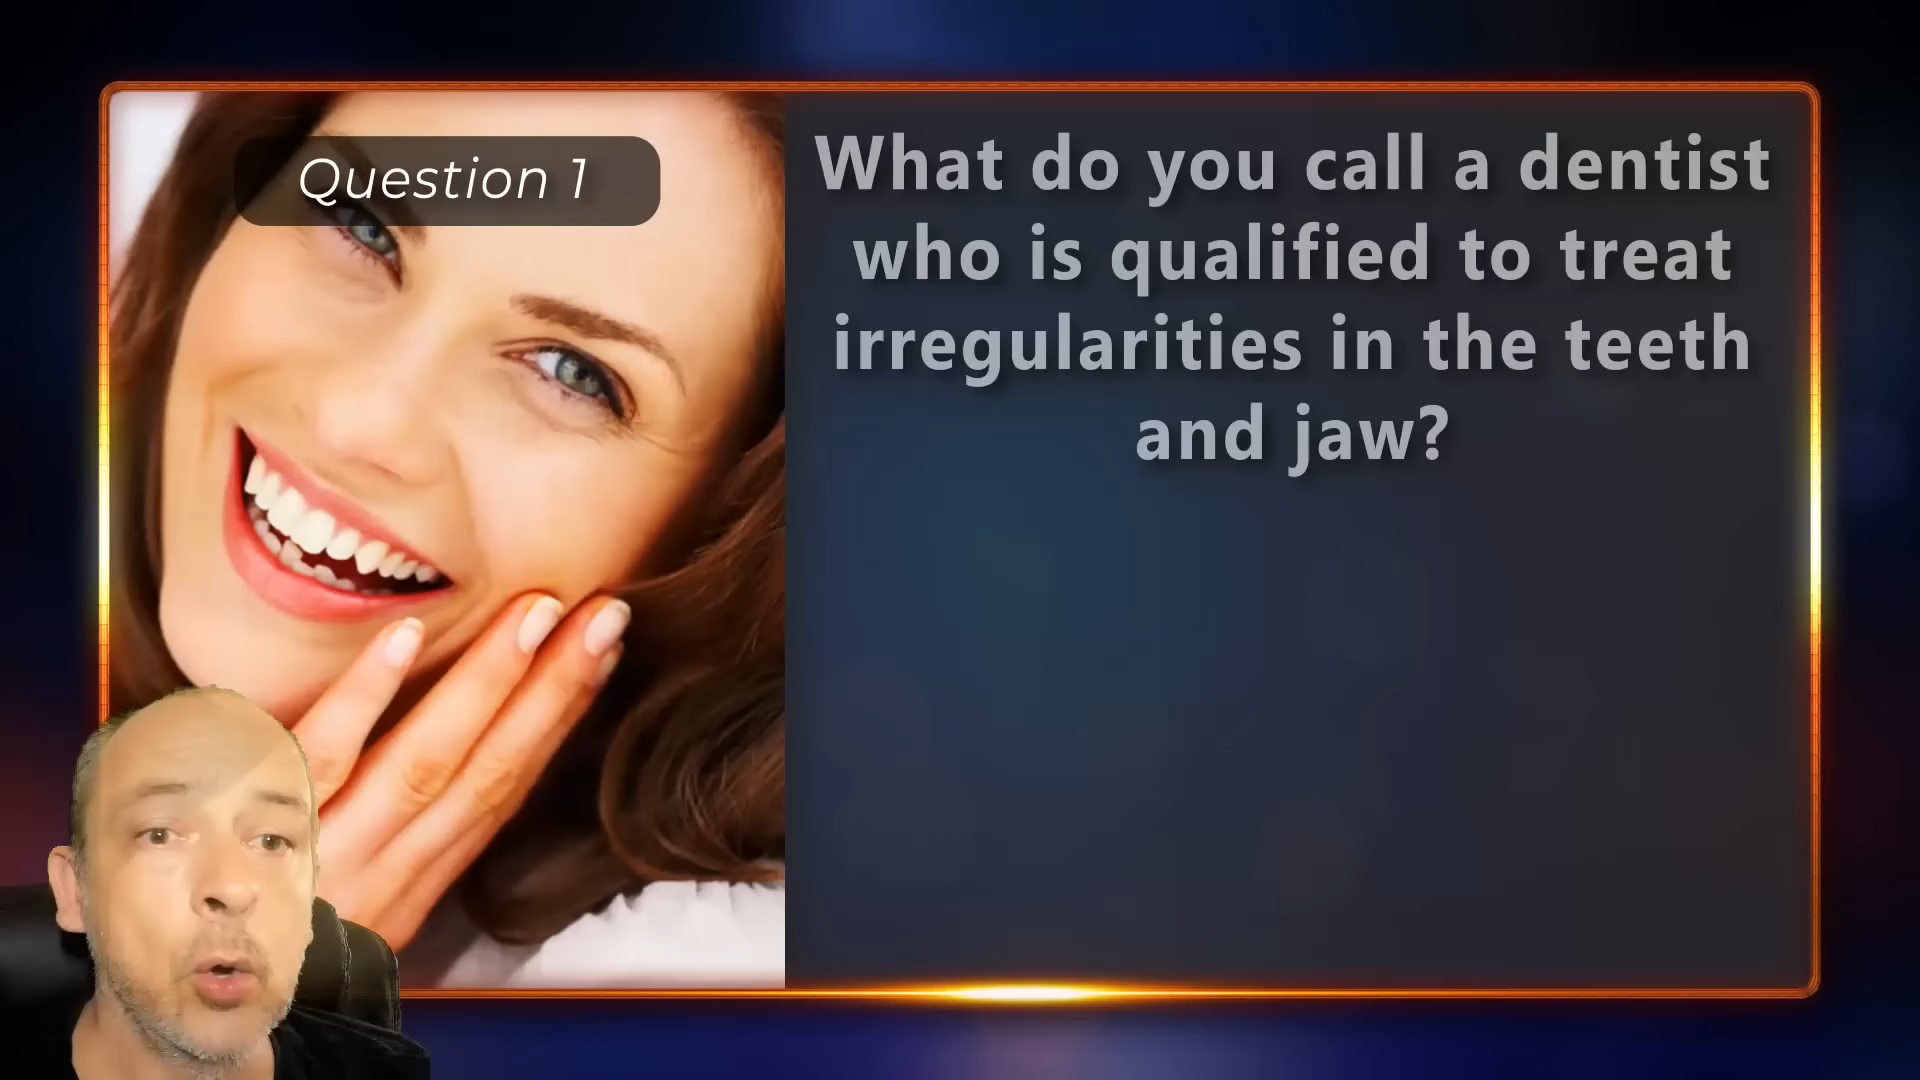 Question 1
What do you call a dentist
who is qualified to treat
irregularities in the teeth
and jaw?